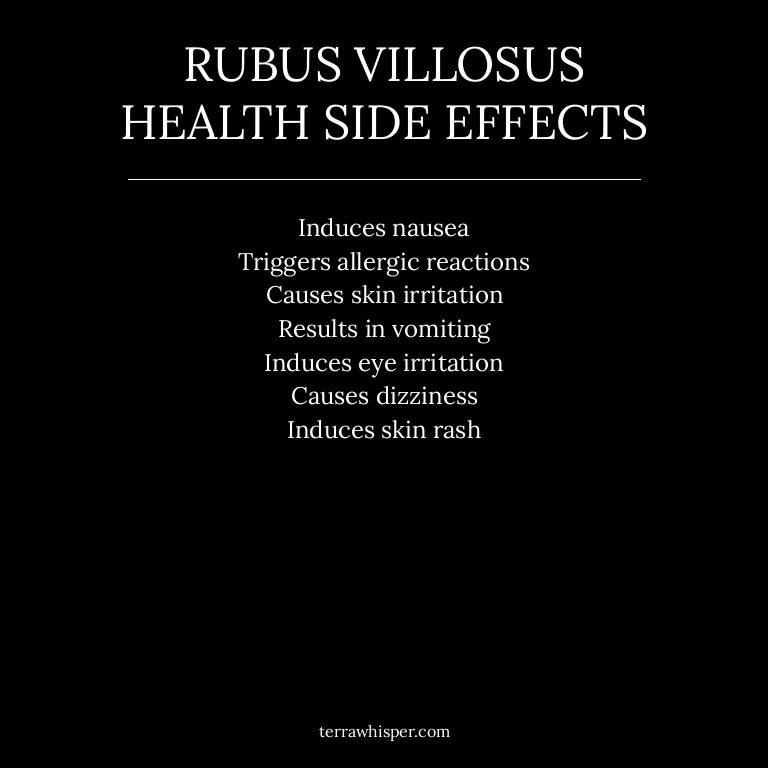 RUBUS VILLOSUS
HEALTH SIDE EFFECTS
Induces nausea
Triggers allergic reactions
Causes skin irritation
Results in vomiting
Induces eye irritation
Causes dizziness
Induces skin rash
terrawhisper.com